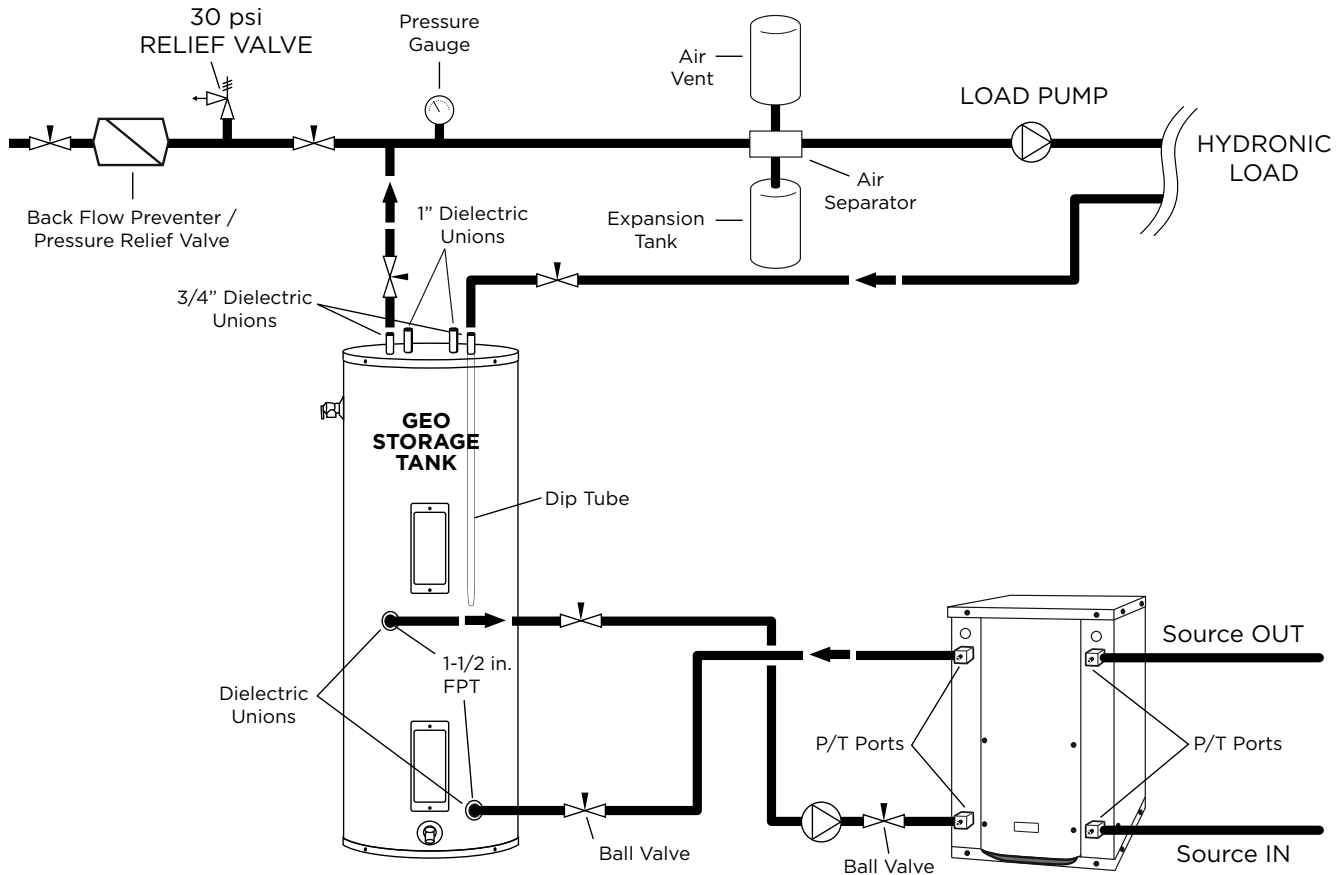 30 psi
RELIEF VALVE
Pressure
Gauge
Air
Vent
LOAD PUMP
HYDRONIC
LOAD
Back Flow Preventer /
Pressure Relief Valve
1” Dielectric
Unions
Expansion
Tank
Air
Separator
3/4” Dielectric
Unions
GEO
STORAGE
TANK
Dip Tube
1-1/2 in.
FPT
Dielectric
Unions
Source OUT
P/T Ports
P/T Ports
Ball Valve
Ball Valve
Source IN